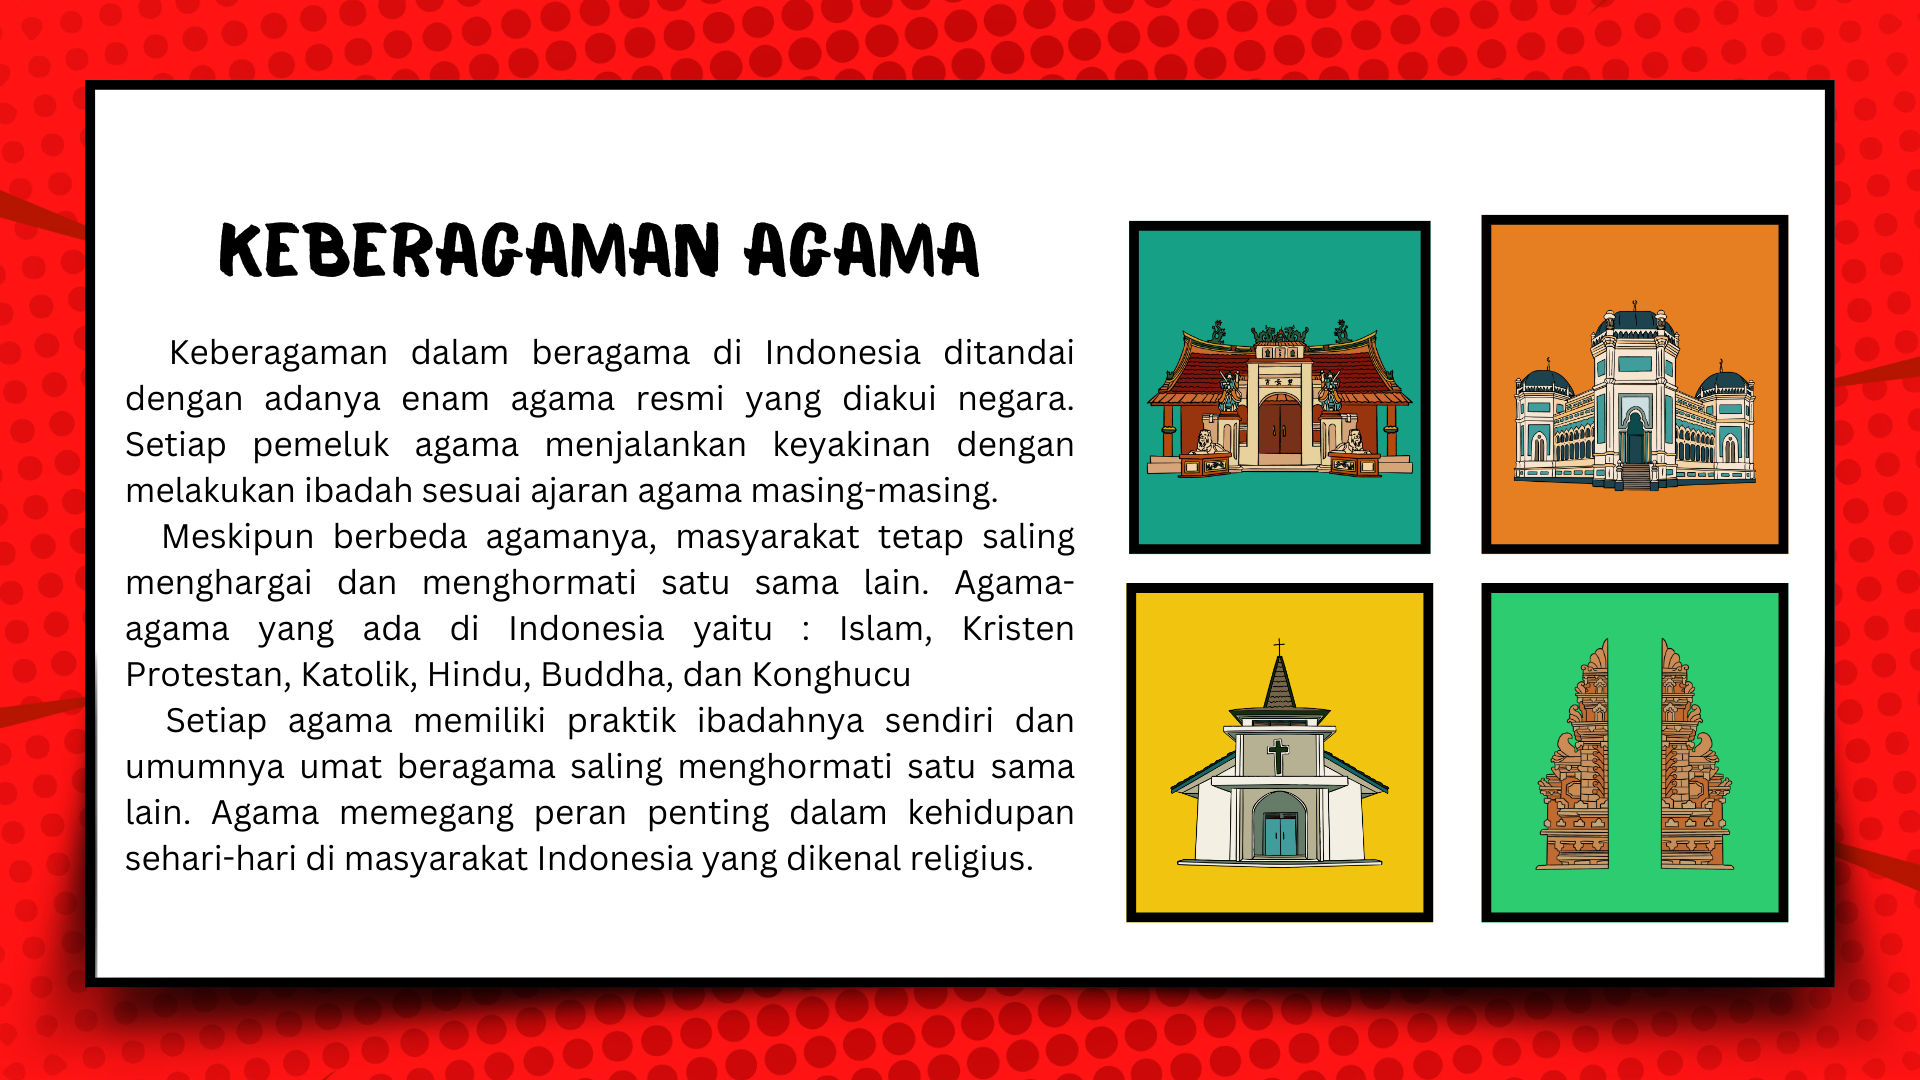 KEBERAGAMAN AGAMA
Keberagaman dalam beragama di Indonesia ditandai
dengan adanya enam agama resmi yang diakui negara.
Setiap pemeluk agama menjalankan keyakinan dengan
melakukan ibadah sesuai ajaran agama masing-masing.
Meskipun berbeda agamanya, masyarakat tetap saling
menghargai dan menghormati satu sama lain. Agama-
agama yang ada di Indonesia yaitu : Islam, Kristen
Protestan, Katolik, Hindu, Buddha, dan Konghucu
Setiap agama memiliki praktik ibadahnya sendiri dan
umumnya umat beragama saling menghormati satu sama
lain. Agama memegang peran penting dalam kehidupan
sehari-hari di masyarakat Indonesia yang dikenal religius.